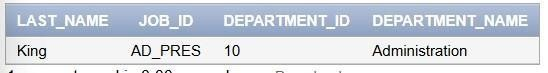 LAST_NAME JOB_ID DEPARTMENT_ID DEPARTMENT_NAME
King AD_PRES 10 Administration